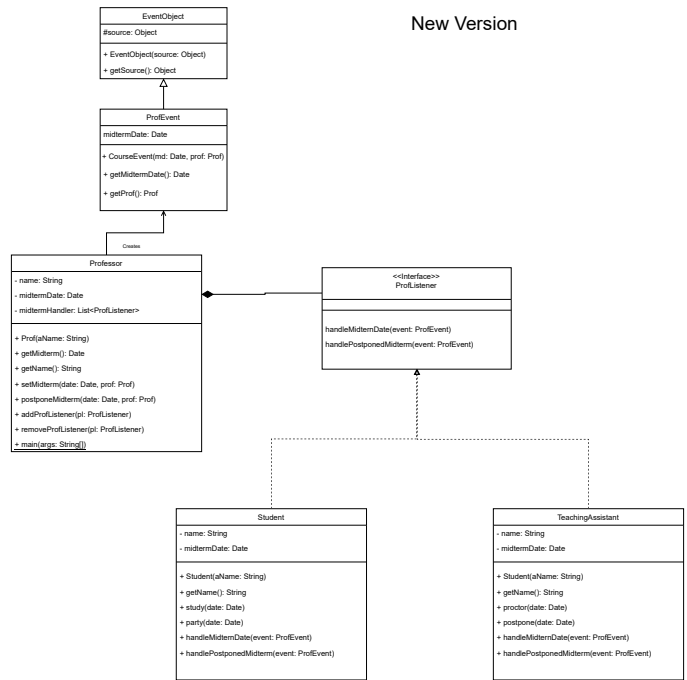 New Version
EventObject
#source: Object
+ EventObject(source: Object)
+ getSource(): Object
ProfEvent
midtermDate: Date
+ CourseEvent(md: Date, prof: Prof)
+ getMidtermDate(): Date
+ getProf(): Prof
Creates
Professor
- name: String
- midtermDate: Date
- midtermHandler: List<ProfListener>
+ Prof(aName: String)
+ getMidterm(): Date
+ getName(): String
+ setMidterm(date: Date, prof: Prof)
+ postponeMidterm(date: Date, prof: Prof)
+ addProfListener(pl: ProfListener)
+ removeProfListener(pl: ProfListener)
+ main(args: String[])
<<Interface>>
ProfListener
handleMidternDate(event: ProfEvent)
handlePostponedMidterm(event: ProfEvent)
Student
- name: String
- midtermDate: Date
+ Student(aName: String)
+ getName(): String
+ study(date: Date)
+ party(date: Date)
+ handleMidternDate(event: ProfEvent)
+ handlePostponedMidterm(event: ProfEvent)
TeachingAssistant
- name: String
- midtermDate: Date
+ Student(aName: String)
+ getName(): String
+ proctor(date: Date)
+ postpone(date: Date)
+ handleMidternDate(event: ProfEvent)
+ handlePostponedMidterm(event: ProfEvent)